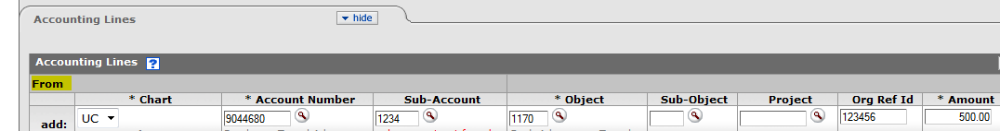 Accounting Lines hide
Accounting Lines ?
From
* Chart * Account Number Sub-Account * Object Sub-Object Project Org Ref Id * Amount
add: UC 9044680 1234 1170 123456 500.00